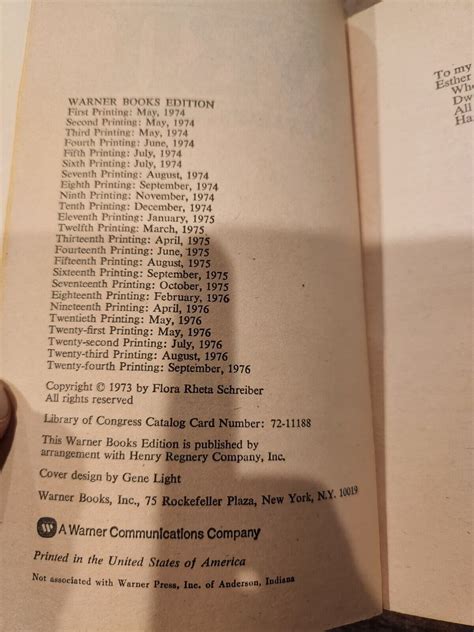 WARNER BOOKS EDITION
First Printing: May, 1974
Second Printing: May, 1974
Third Printing: May, 1974
Fourth Printing: June, 1974
Fifth Printing: July, 1974
Sixth Printing: July, 1974
Seventh Printing: August, 1974
Eighth Printing: September, 1974
Ninth Printing: November, 1974
Tenth Printing: December, 1974
Eleventh Printing: January, 1975
Twelfth Printing: March, 1975
Thirteenth Printing: April, 1975
Fourteenth Printing: June, 1975
Fifteenth Printing: August, 1975
Sixteenth Printing: September, 1975
Seventeenth Printing: October, 1975
Eighteenth Printing: February, 1976
Nineteenth Printing: April, 1976
Twentieth Printing: May, 1976
Twenty-first Printing: May, 1976
Twenty-second Printing: July, 1976
Twenty-third Printing: August, 1976
Twenty-fourth Printing: September, 1976
Copyright © 1973 by Flora Rheta Schreiber
All rights reserved
Library of Congress Catalog Card Number: 72-11188
This Warner Books Edition is published by
arrangement with Henry Regnery Company, Inc.
Cover design by Gene Light
Warner Books, Inc., 75 Rockefeller Plaza, New York, N.Y. 10019
A Warner Communications Company
Printed in the United States of America
Not associated with Warner Press, Inc. of Anderson, Indiana
To my
Esther
Who
Dw
All
Ha